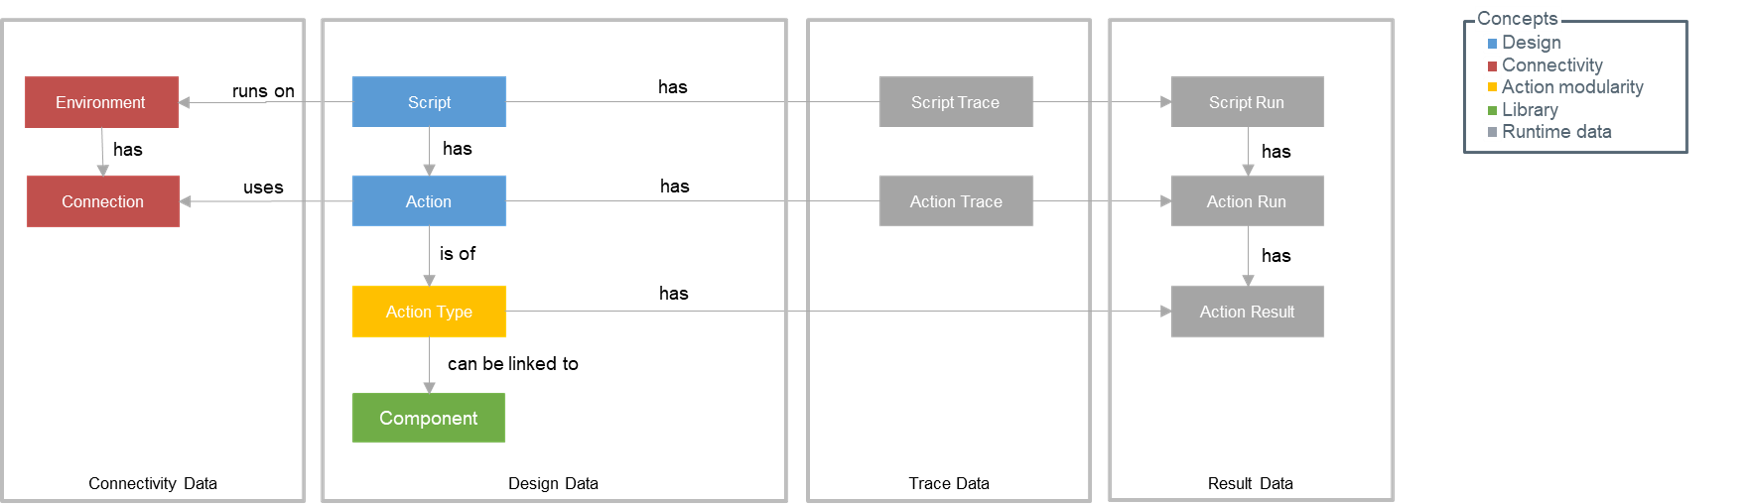 Concepts
Design
Connectivity
Action modularity
Library
Runtime data
Environment
runs on
Script
has
Script Trace
Script Run
has
has
has
Connection
uses
Action
has
Action Trace
Action Run
is of
has
Action Type
has
Action Result
can be linked to
Component
Connectivity Data
Design Data
Trace Data
Result Data